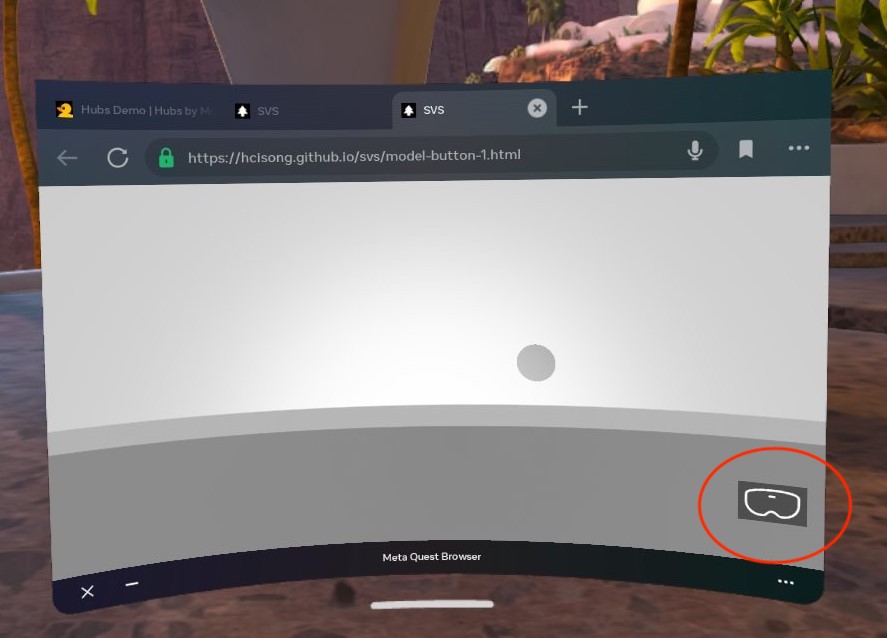 Hubs Demo | Hubs by M
SVS
SVS
https://hcisong.github.io/svs/model-button-1.html
Meta Quest Browser